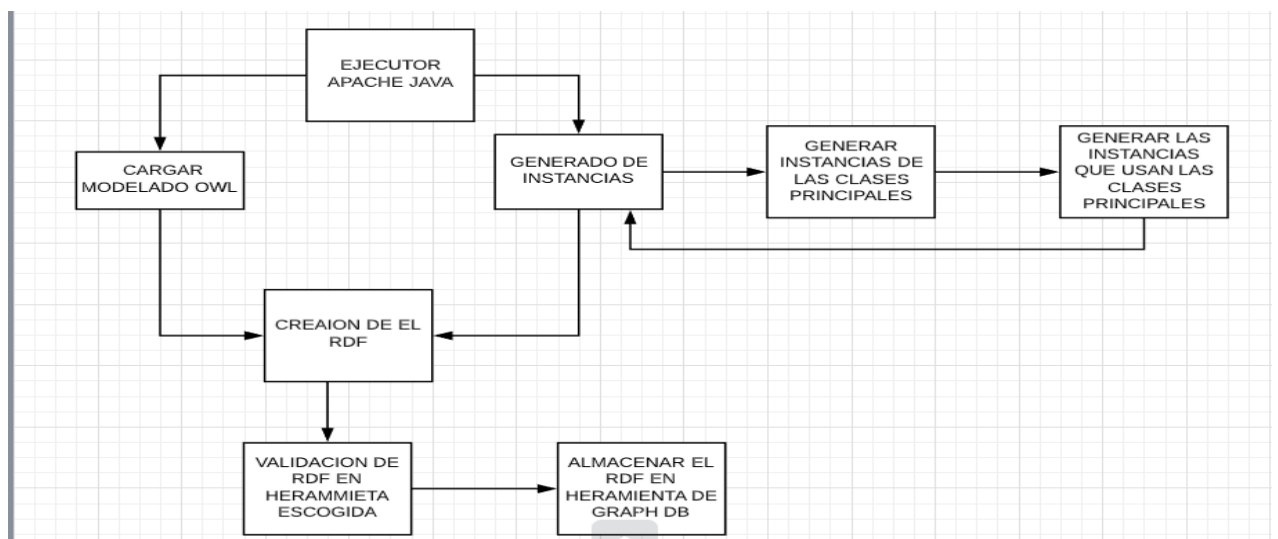 EJECUTOR
APACHE JAVA
CARGAR
MODELADO OWL
GENERADO DE
INSTANCIAS
GENERAR
INSTANCIAS DE
LAS CLASES
PRINCIPALES
GENERAR LAS
INSTANCIAS
QUE USAN LAS
CLASES
PRINCIPALES
CREAION DE EL
RDF
VALIDACION DE
RDF EN
HERAMMIETA
ESCOGIDA
ALMACENAR EL
RDF EN
HERAMIENTA DE
GRAPH DB